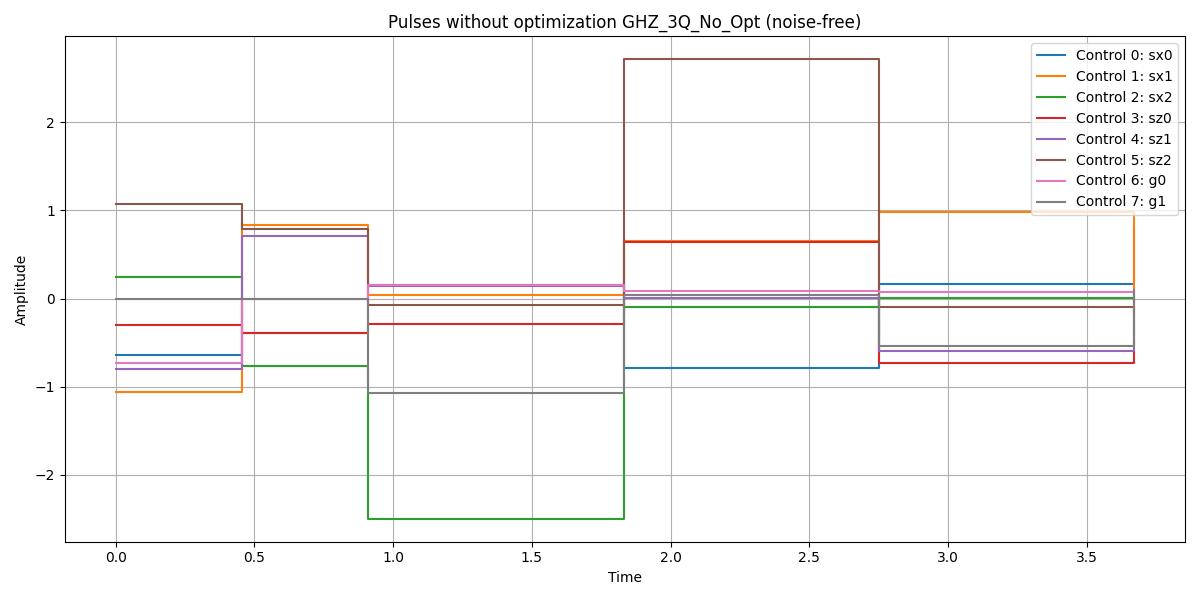 Pulses without optimization GHZ_3Q_No_Opt (noise-free)
Control 0: sx0
Control 1: sx1
Control 2: sx2
Control 3: sz0
Control 4: sz1
Control 5: sz2
Control 6: g0
Control 7: g1
Amplitude
2
1
0
−1
−2
0.0 0.5 1.0 1.5 2.0 2.5 3.0 3.5
Time